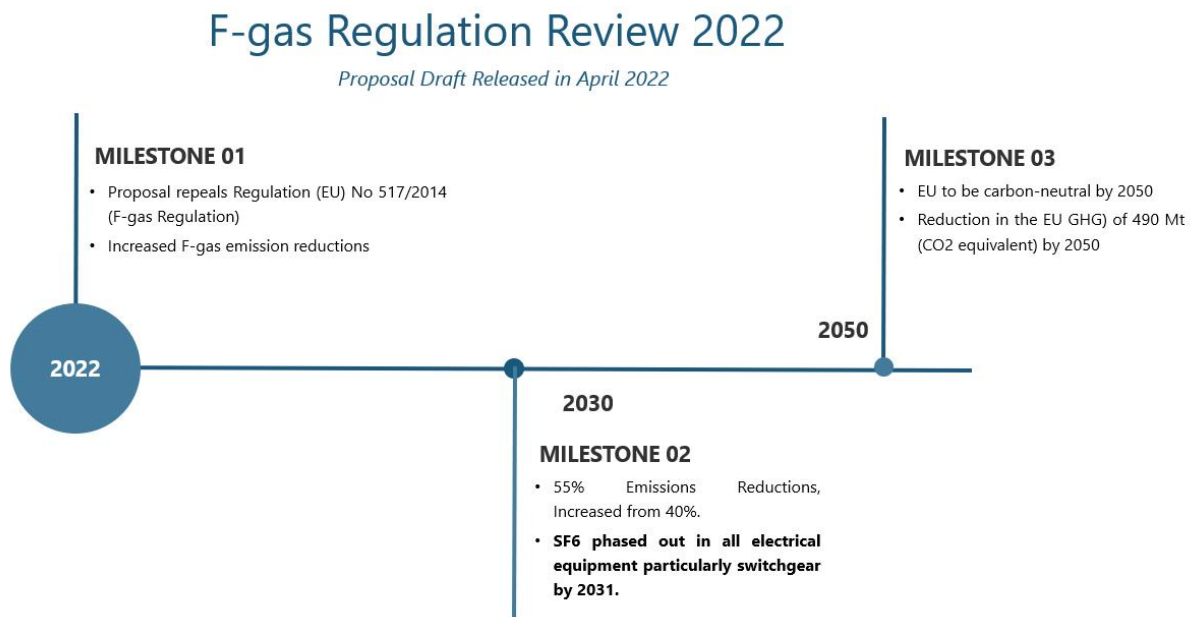 F-gas Regulation Review 2022
Proposal Draft Released in April 2022
MILESTONE 01
• Proposal repeals Regulation (EU) No 517/2014
(F-gas Regulation)
• Increased F-gas emission reductions
MILESTONE 03
• EU to be carbon-neutral by 2050
• Reduction in the EU GHG) of 490 Mt
(CO2 equivalent) by 2050
2050
2022
2030
MILESTONE 02
• 55% Emissions Reductions,
Increased from 40%.
• SF6 phased out in all electrical
equipment particularly switchgear
by 2031.